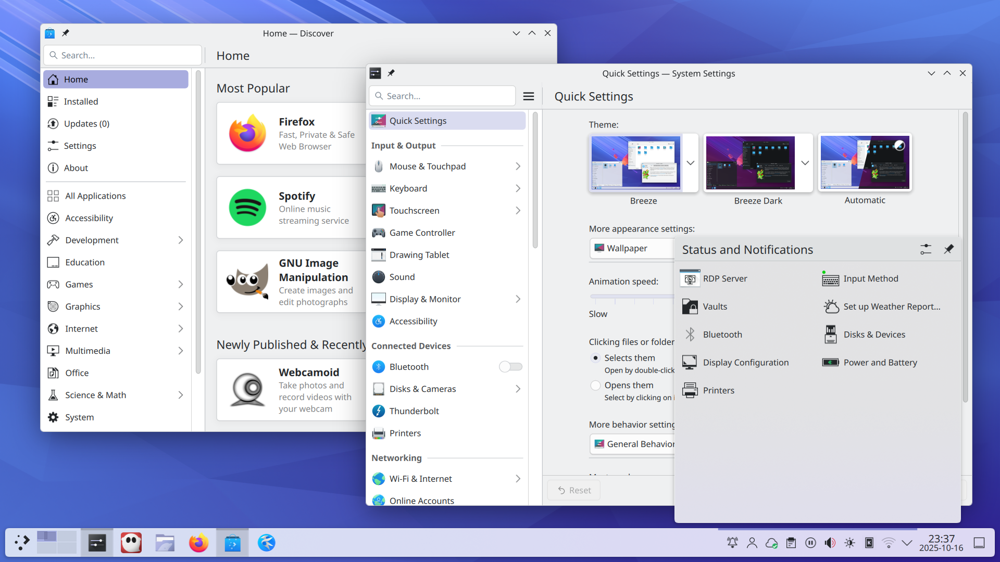 Home — Discover
Search...
Home
Home
Installed
Updates (0)
Settings
About
All Applications
Accessibility
Development
Education
Games
Graphics
Internet
Multimedia
Office
Science & Math
System
Most Popular
Firefox
Fast, Private & Safe
Web Browser
Spotify
Online music
streaming service
GNU Image
Manipulation
Create images and
edit photographs
Newly Published & Recently
Webcamoid
Take photos and
record videos with
your webcam
Quick Settings — System Settings
Search...
Quick Settings
Quick Settings
Input & Output
Mouse & Touchpad
Keyboard
Touchscreen
Game Controller
Drawing Tablet
Sound
Display & Monitor
Accessibility
Connected Devices
Bluetooth
Disks & Cameras
Thunderbolt
Printers
Networking
Wi-Fi & Internet
Online Accounts
Theme:
Breeze
Breeze Dark
Automatic
More appearance settings:
Wallpaper
Animation speed:
Slow
Clicking files or folder
Selects them
Open by double-click
Opens them
Select by clicking on
More behavior setting
General Behavior
Reset
Status and Notifications
RDP Server
Input Method
Vaults
Set up Weather Report...
Bluetooth
Disks & Devices
Display Configuration
Power and Battery
Printers
23:37
2025-10-16